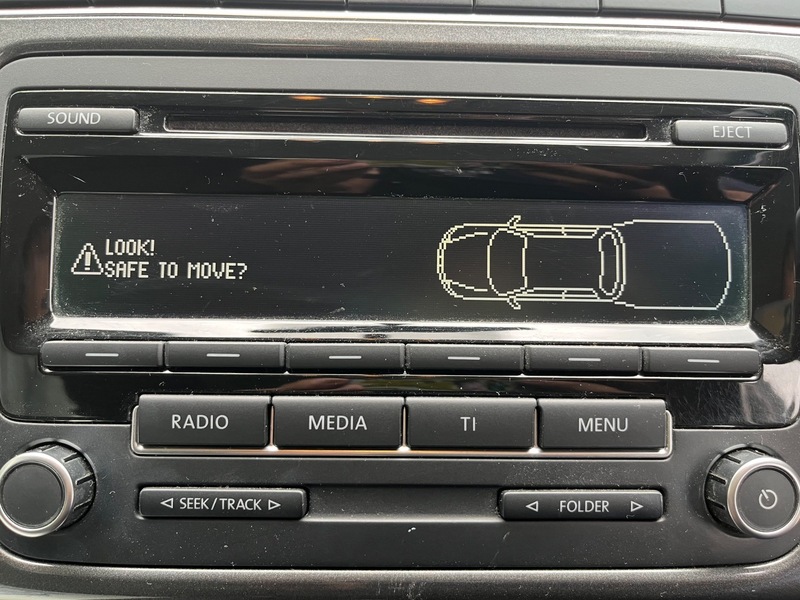 SOUND
EJECT
LOOK!
SAFE TO MOVE?
RADIO
MEDIA
TI
MENU
SEEK/TRACK
FOLDER